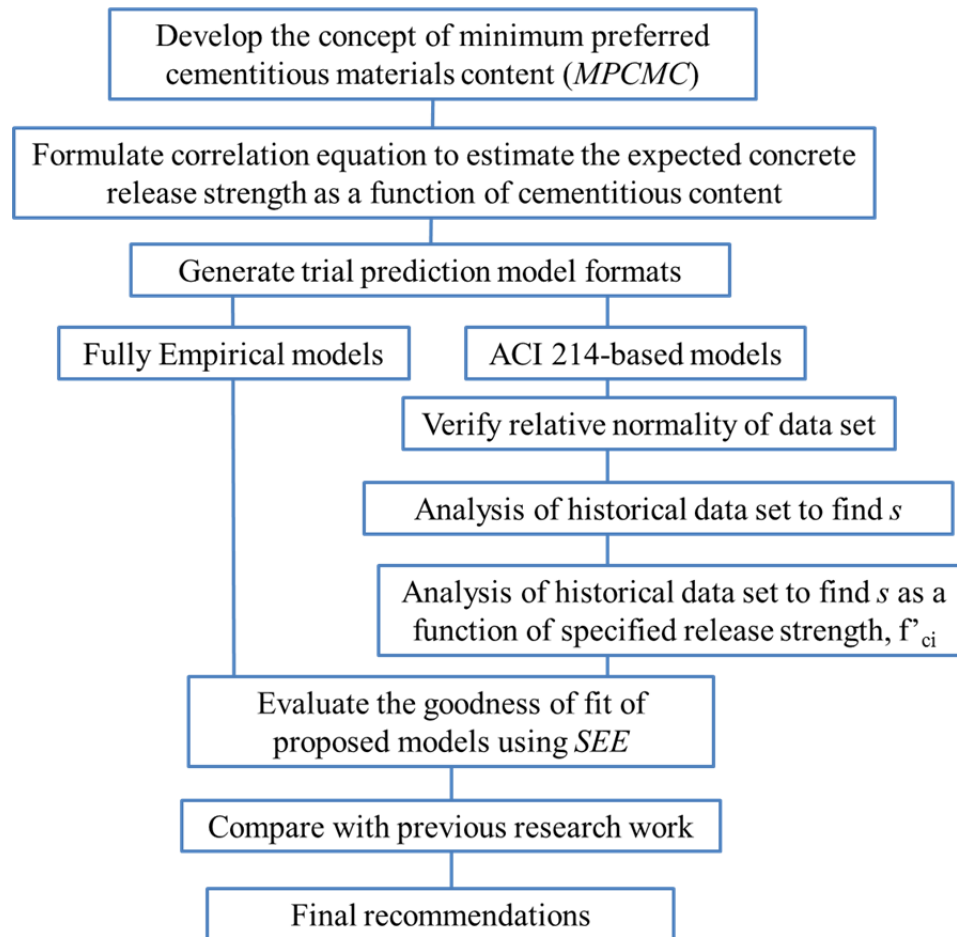 Develop the concept of minimum preferred
cementitious materials content (MPCMC)
Formulate correlation equation to estimate the expected concrete
release strength as a function of cementitious content
Generate trial prediction model formats
Fully Empirical models
ACI 214-based models
Verify relative normality of data set
Analysis of historical data set to find s
Analysis of historical data set to find s as a
function of specified release strength, f’ci
Evaluate the goodness of fit of
proposed models using SEE
Compare with previous research work
Final recommendations